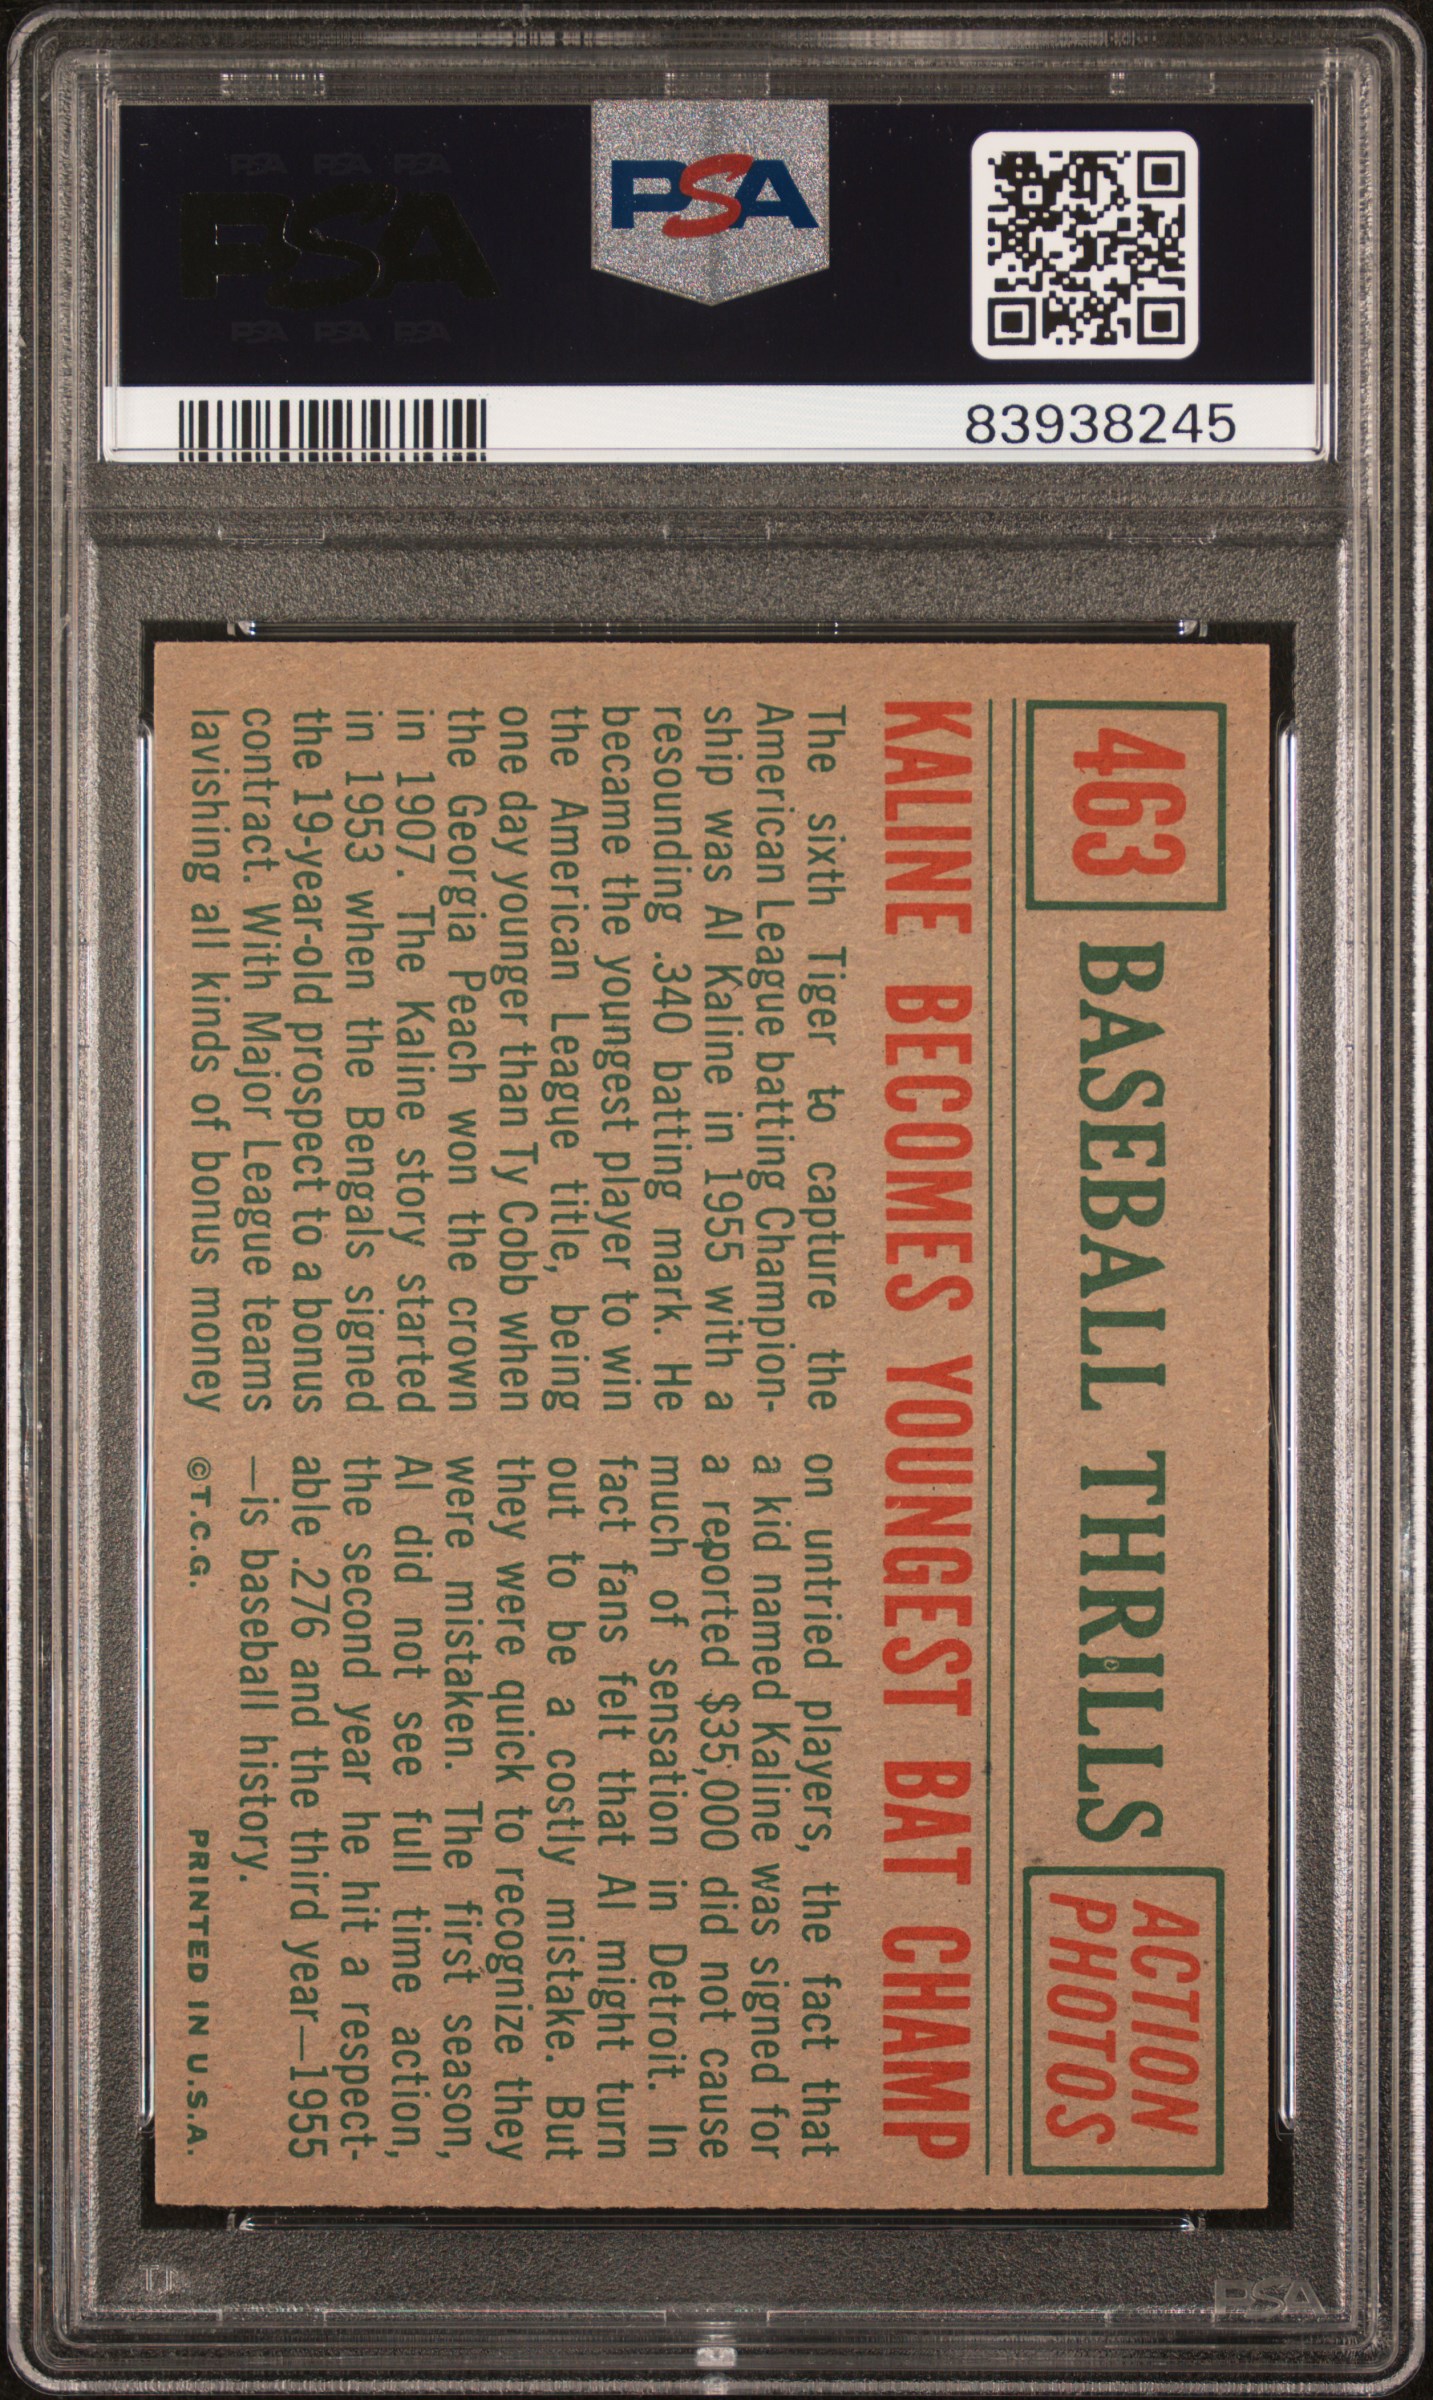 PSA PSA PSA
PSA
PSA PSA PSA
PSA
83938245
463
BASEBALL THRILLS
ACTION
PHOTOS
KALINE BECOMES YOUNGEST BAT CHAMP
The sixth Tiger to capture the
American League batting Champion-
ship was Al Kaline in 1955 with a
resounding .340 batting mark. He
became the youngest player to win
the American League title, being
one day younger than Ty Cobb when
the Georgia Peach won the crown
in 1907. The Kaline story started
in 1953 when the Bengals signed
the 19-year-old prospect to a bonus
contract. With Major League teams
lavishing all kinds of bonus money
on untried players, the fact that
a kid named Kaline was signed for
a reported $35,000 did not cause
much of sensation in Detroit. In
fact fans felt that Al might turn
out to be a costly mistake. But
they were quick to recognize they
were mistaken. The first season,
Al did not see full time action,
the second year he hit a respect-
able .276 and the third year—1955
—is baseball history.
©T.C.G.
PRINTED IN U.S.A.
PSA